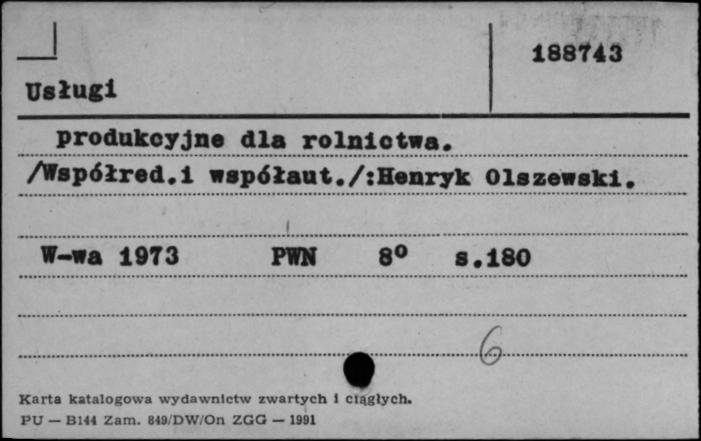 188743
Usługi
produkcyjne dla rolnictwa.
/Współred.i współaut./:Henryk Olszewski.
W-wa 1973 PWN 8º s.180
6
Karta katalogowa wydawnictw zwartych i ciągłych.
PU — B144 Zam. 849/DW/On ZGG — 1991